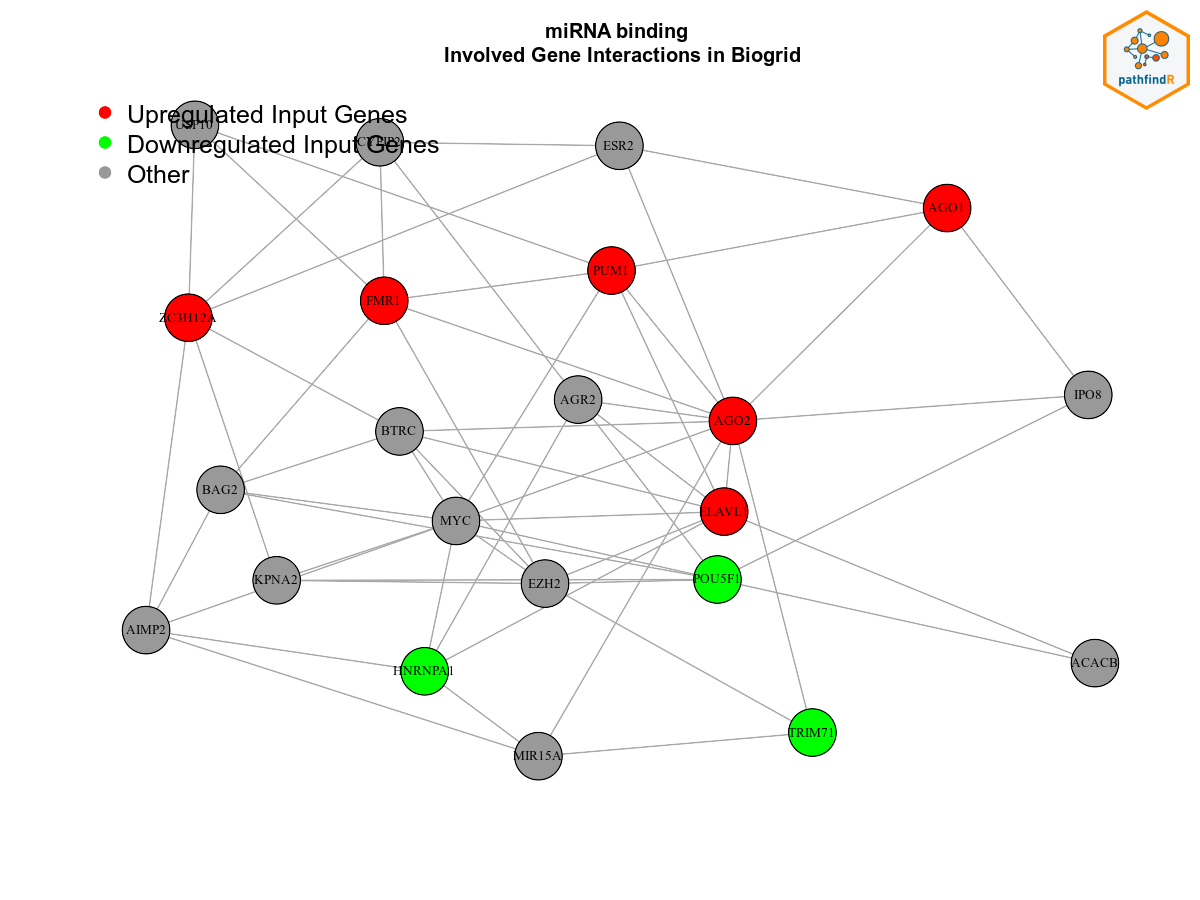 miRNA binding
Involved Gene Interactions in Biogrid
pathfindR
Upregulated Input Genes
Downregulated Input Genes
Other
USP10
ESR2
AGO1
PUM1
FMR1
ZC3H12A
IPO8
AGR2
AGO2
BTRC
BAG2
ELAVL1
MYC
KPNA2
EZH2
POU5F1
AIMP2
HNRNPA1
ACACB
TRIM71
MIR15A